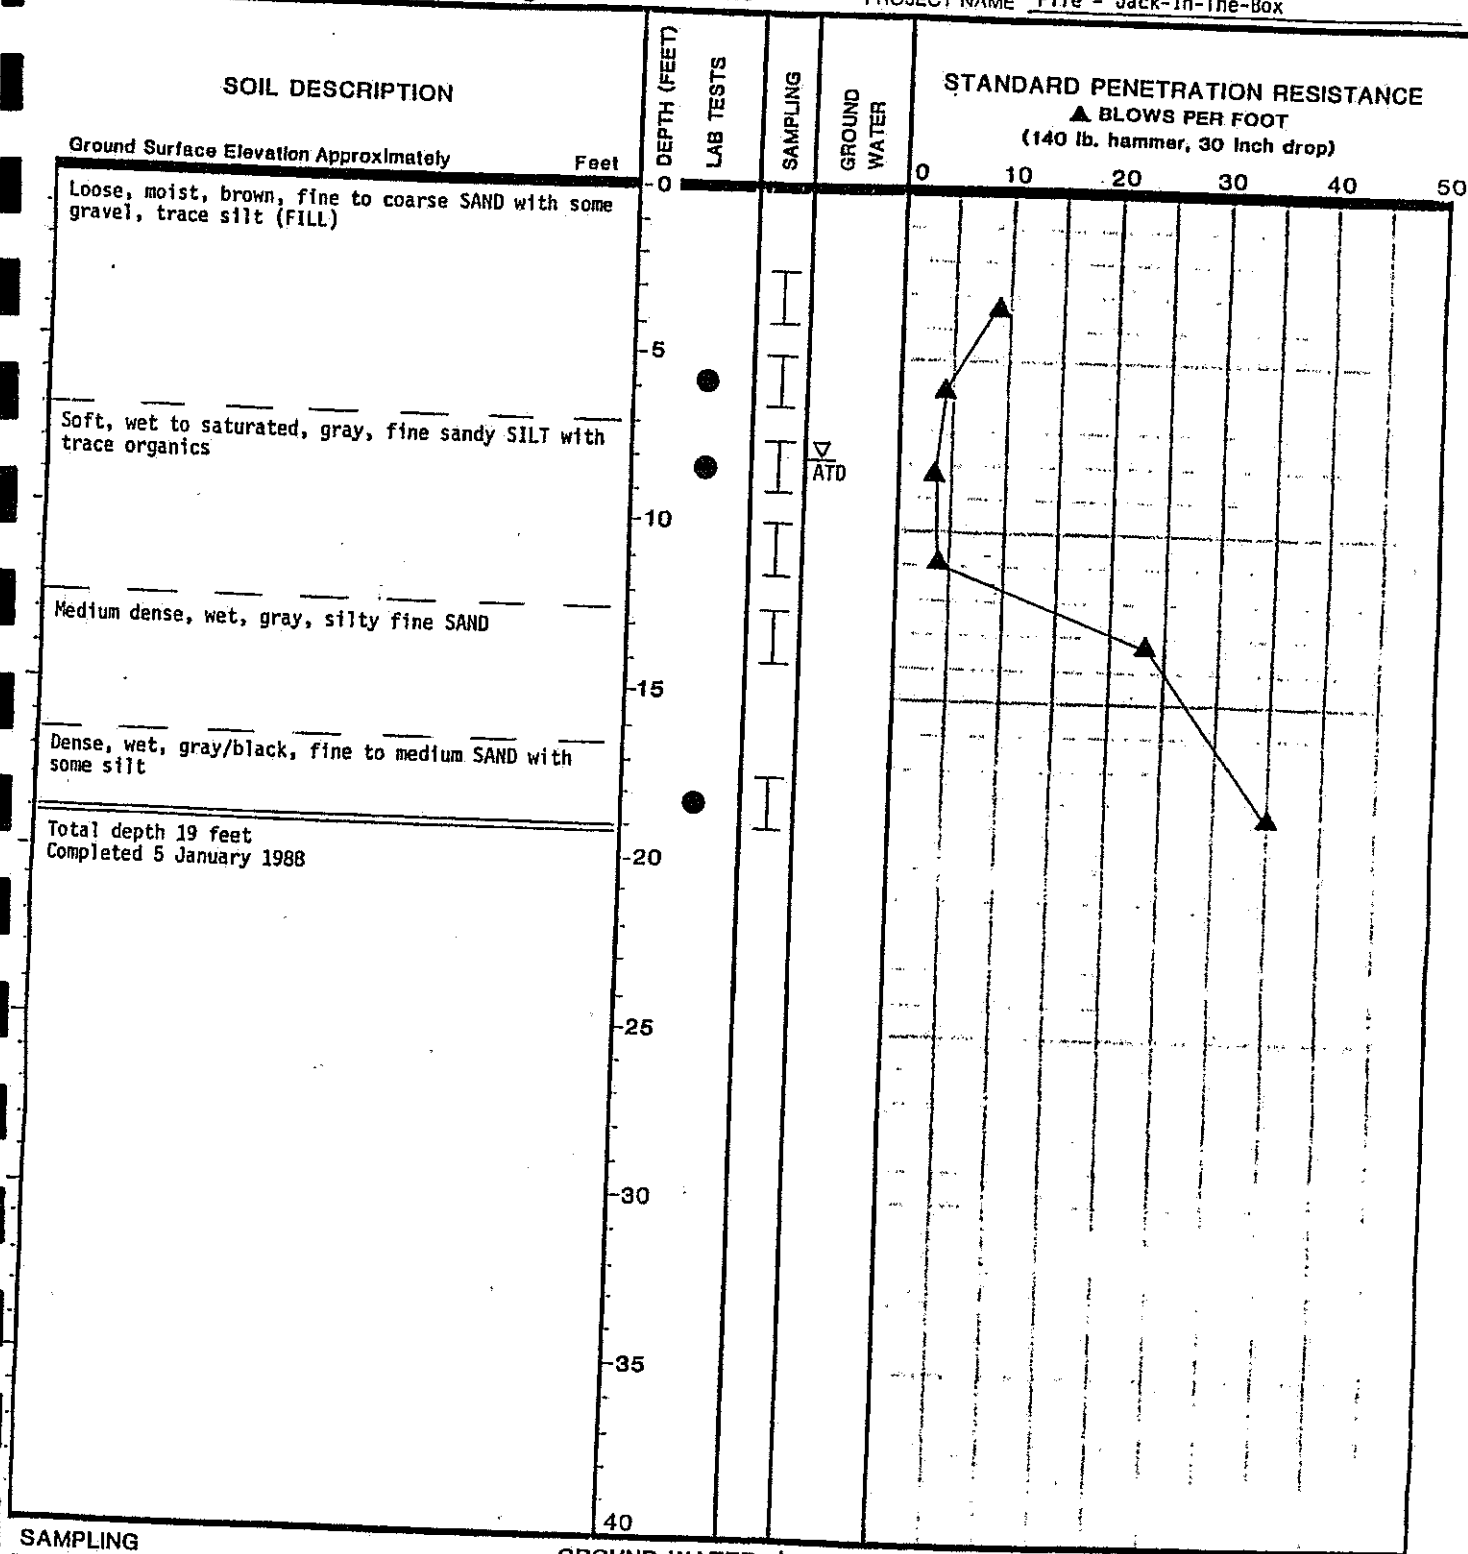 PROJECT NAME File - Jack-In-The-Box
SOIL DESCRIPTION
Ground Surface Elevation Approximately Feet
DEPTH (FEET)
LAB TESTS
SAMPLING
GROUND
WATER
STANDARD PENETRATION RESISTANCE
▲ BLOWS PER FOOT
(140 lb. hammer, 30 inch drop)
0 10 20 30 40 50
0
Loose, moist, brown, fine to coarse SAND with some
gravel, trace silt (FILL)
5
Soft, wet to saturated, gray, fine sandy SILT with
trace organics
ATD
10
Medium dense, wet, gray, silty fine SAND
15
Dense, wet, gray/black, fine to medium SAND with
some silt
Total depth 19 feet
Completed 5 January 1988
20
25
30
35
40
SAMPLING
GROUND WATER